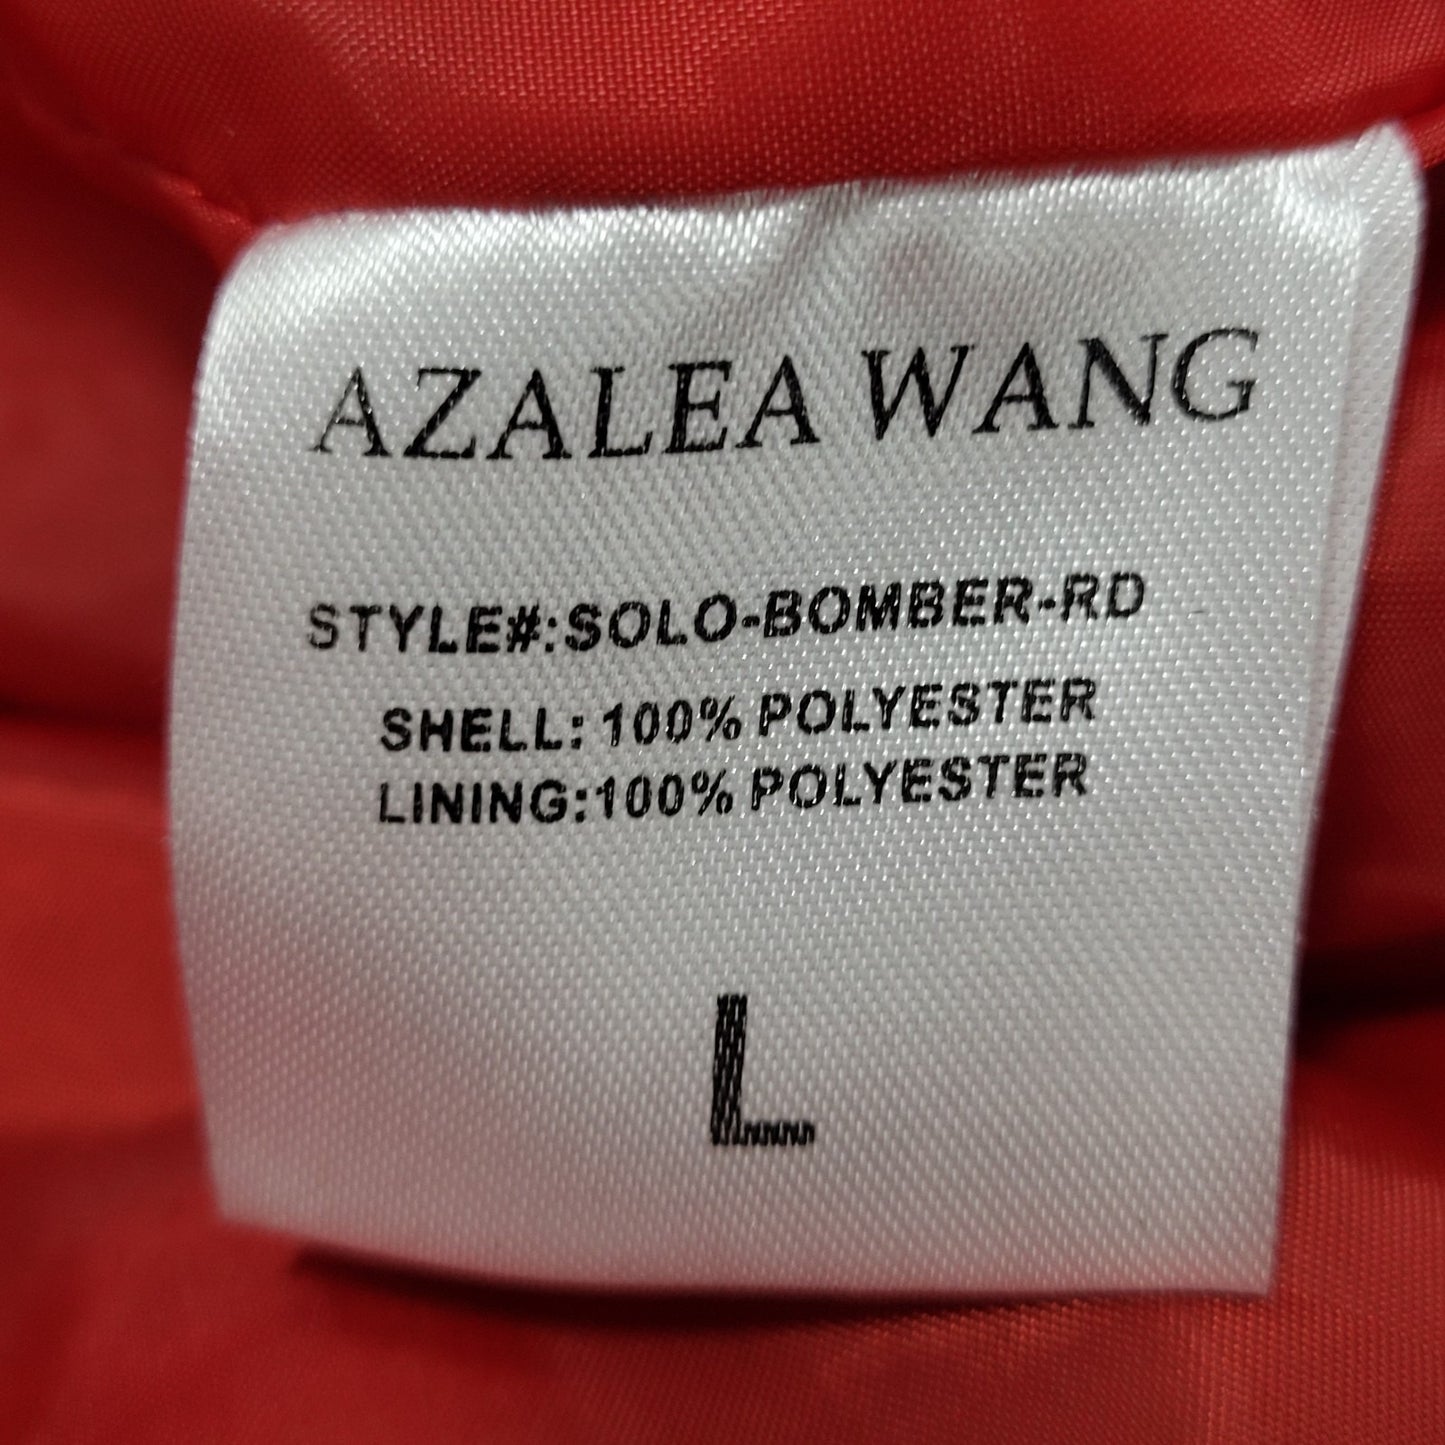 AZALEA WANG
STYLE#:SOLO-BOMBER-RD
SHELL: 100% POLYESTER
LINING:100% POLYESTER
L